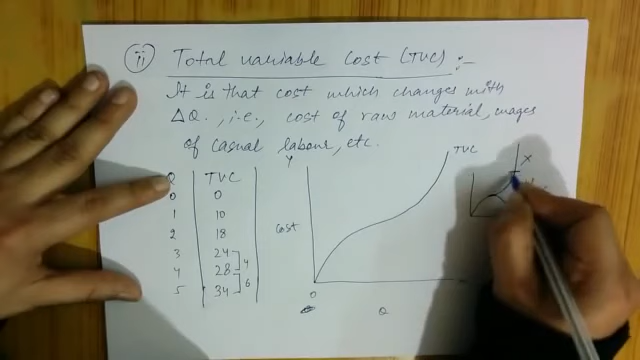 ii Total variable cost (TVC) :-
It is that cost which changes with
ΔQ., i.e., cost of raw material, wages
of casual labour, etc.
Q TVC
0 0
1 10
2 18
3 24
4 28
5 34
4
6
Y
TVC
Cost
0
Q
X